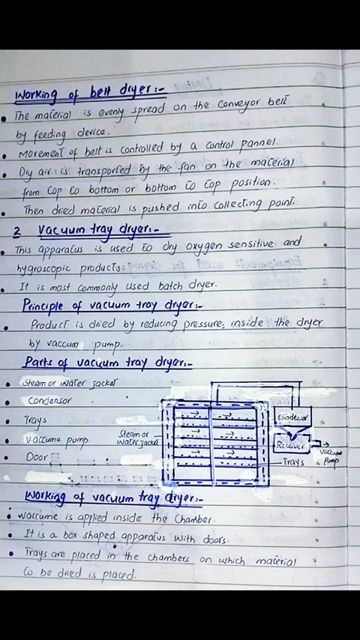 Working of belt dryer:-
• The material is evenly spread on the conveyor belt
by feeding device.
• Movement of belt is controlled by a control pannel.
• Dry air is transported by the fan on the material
from top to bottom or bottom to top position.
• Then dried material is pushed into collecting point.
2 Vacuum tray dryer:-
• This apparatus is used to dry oxygen sensitive and
hygroscopic products.
• It is most commonly used batch dryer.
Principle of vacuum tray dryer:-
• Product is dried by reducing pressure, inside the dryer
by vaccum pump.
Parts of vacuum tray dryer:-
• Steam or water jacket
• Condensor
• Trays
• vaccume pump
• Door
Steam or
water jacket
Condensor
Reciever
Vaccume
Pump
Trays
Working of vacuum tray dryer:-
• vaccume is applied inside the chamber.
• It is a box shaped apparatus with doors.
• Trays are placed in the chambers on which material
to be dried is placed.